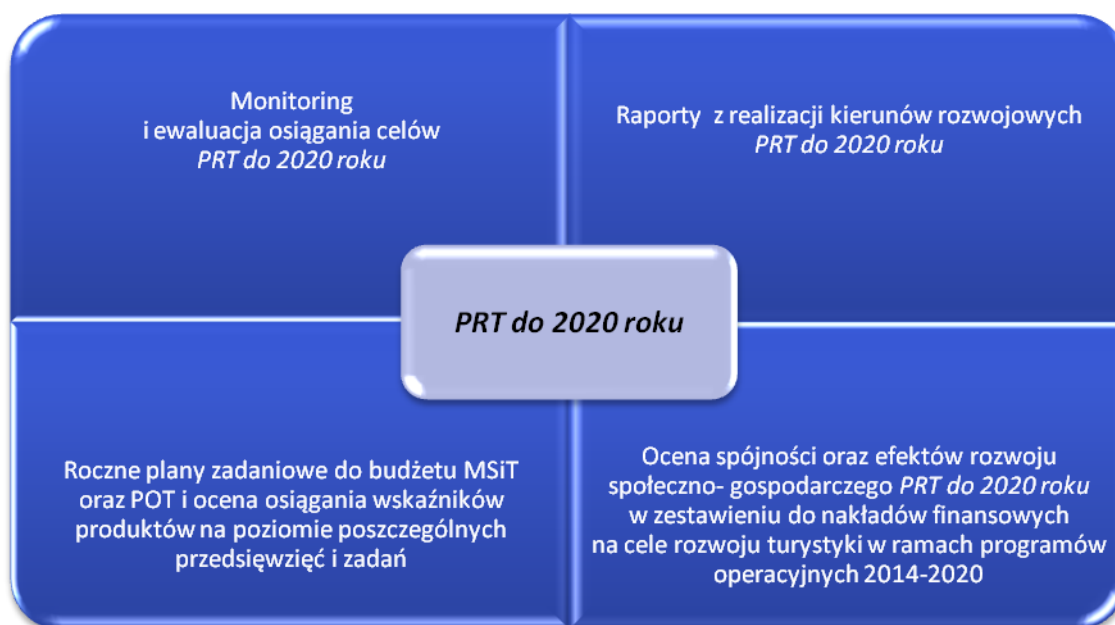 Monitoring
i ewaluacja osiągania celów
PRT do 2020 roku
Raporty z realizacji kierunów rozwojowych
PRT do 2020 roku
PRT do 2020 roku
Roczne plany zadaniowe do budżetu MSiT
oraz POT i ocena osiągania wskaźników
produktów na poziomie poszczególnych
przedsięwzięć i zadań
Ocena spójności oraz efektów rozwoju
społeczno- gospodarczego PRT do 2020 roku
w zestawieniu do nakładów finansowych
na cele rozwoju turystyki w ramach programów
operacyjnych 2014-2020